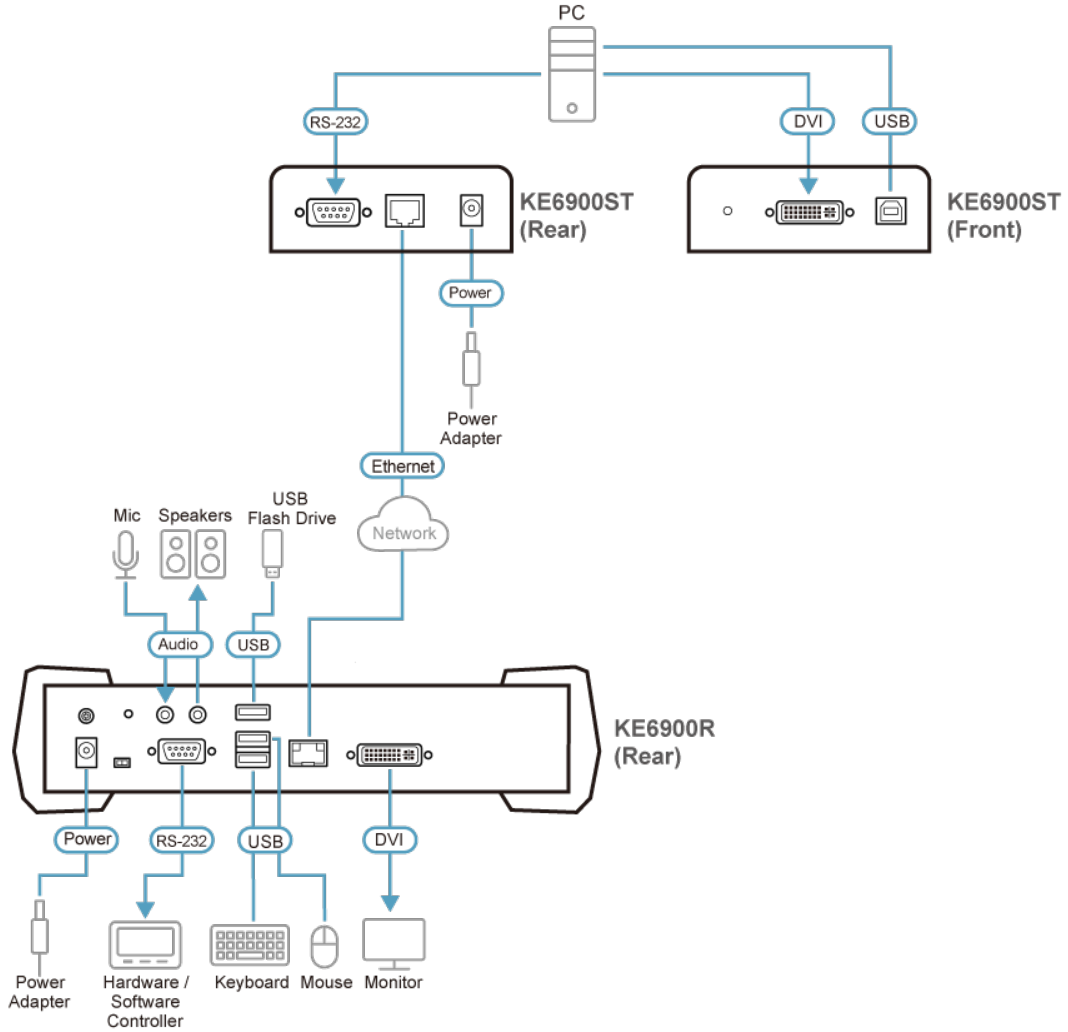 PC
RS-232
DVI
USB
KE6900ST
(Rear)
KE6900ST
(Front)
Power
Power
Adapter
Ethernet
Network
Mic
Speakers
USB
Flash Drive
Audio
USB
KE6900R
(Rear)
Power
RS-232
USB
DVI
Power
Adapter
Hardware /
Software
Controller
Keyboard
Mouse
Monitor